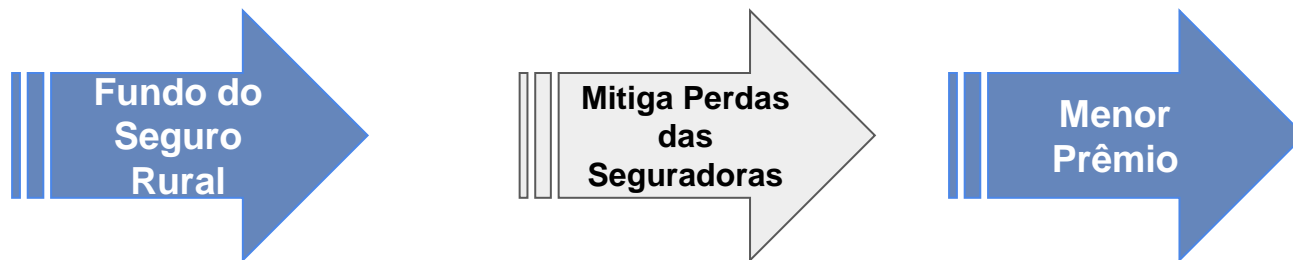 Fundo do
Seguro
Rural
Mitiga Perdas
das
Seguradoras
Menor
Prêmio